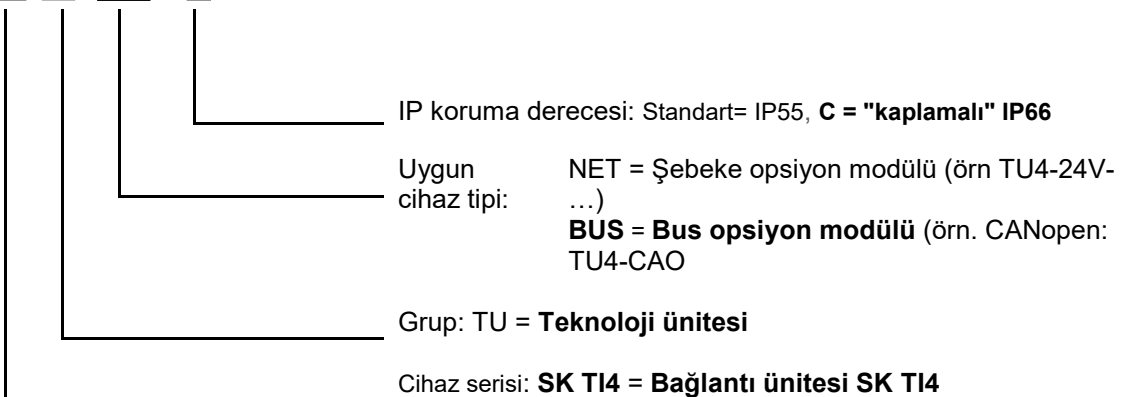 IP koruma derecesi: Standart= IP55, C = "kaplamalı" IP66
Uygun cihaz tipi:
NET = Şebeke opsiyon modülü (örn TU4-24V-
…)
BUS = Bus opsiyon modülü (örn. CANopen:
TU4-CAO
Grup: TU = Teknoloji ünitesi
Cihaz serisi: SK TI4 = Bağlantı ünitesi SK TI4